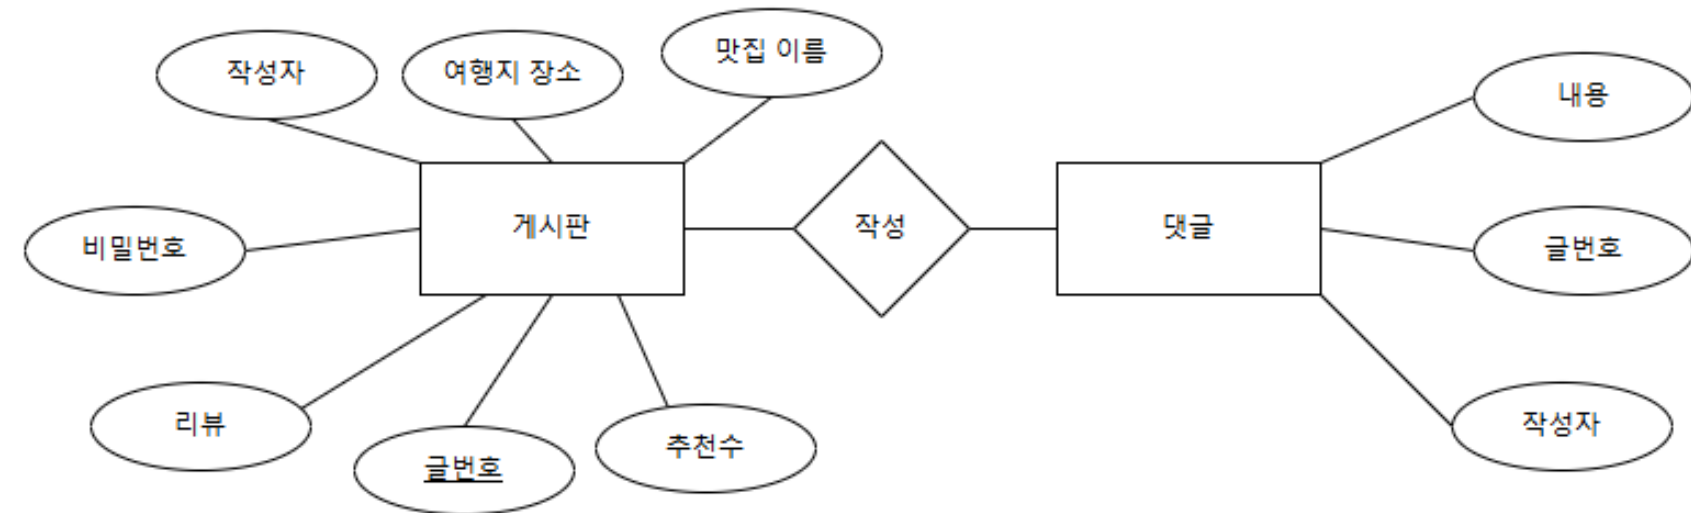 맛집 이름
작성자
여행지 장소
내용
게시판
작성
댓글
비밀번호
글번호
리뷰
추천수
작성자
글번호